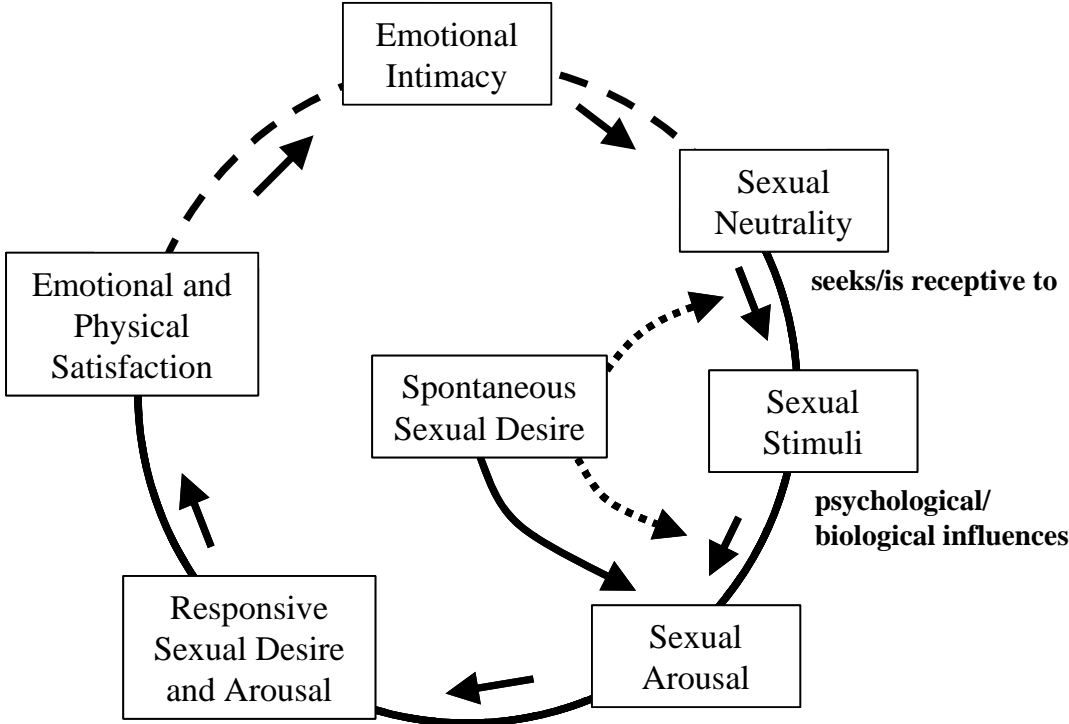 Emotional
Intimacy
Sexual
Neutrality
seeks/is receptive to
Emotional and
Physical
Satisfaction
Spontaneous
Sexual Desire
Sexual
Stimuli
psychological/
biological influences
Responsive
Sexual Desire
and Arousal
Sexual
Arousal